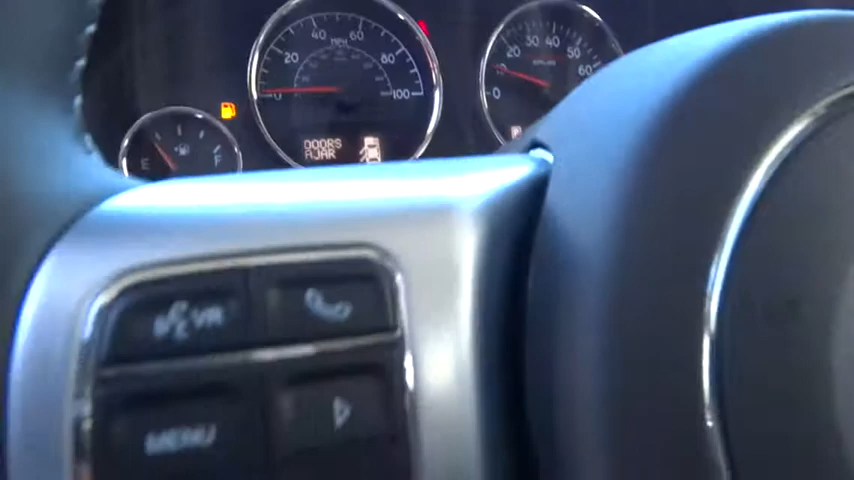 MPH
40 60
20 80
0 100
20 30 40 50
60
0
E F
P
DOORS
AJAR
VR
MENU